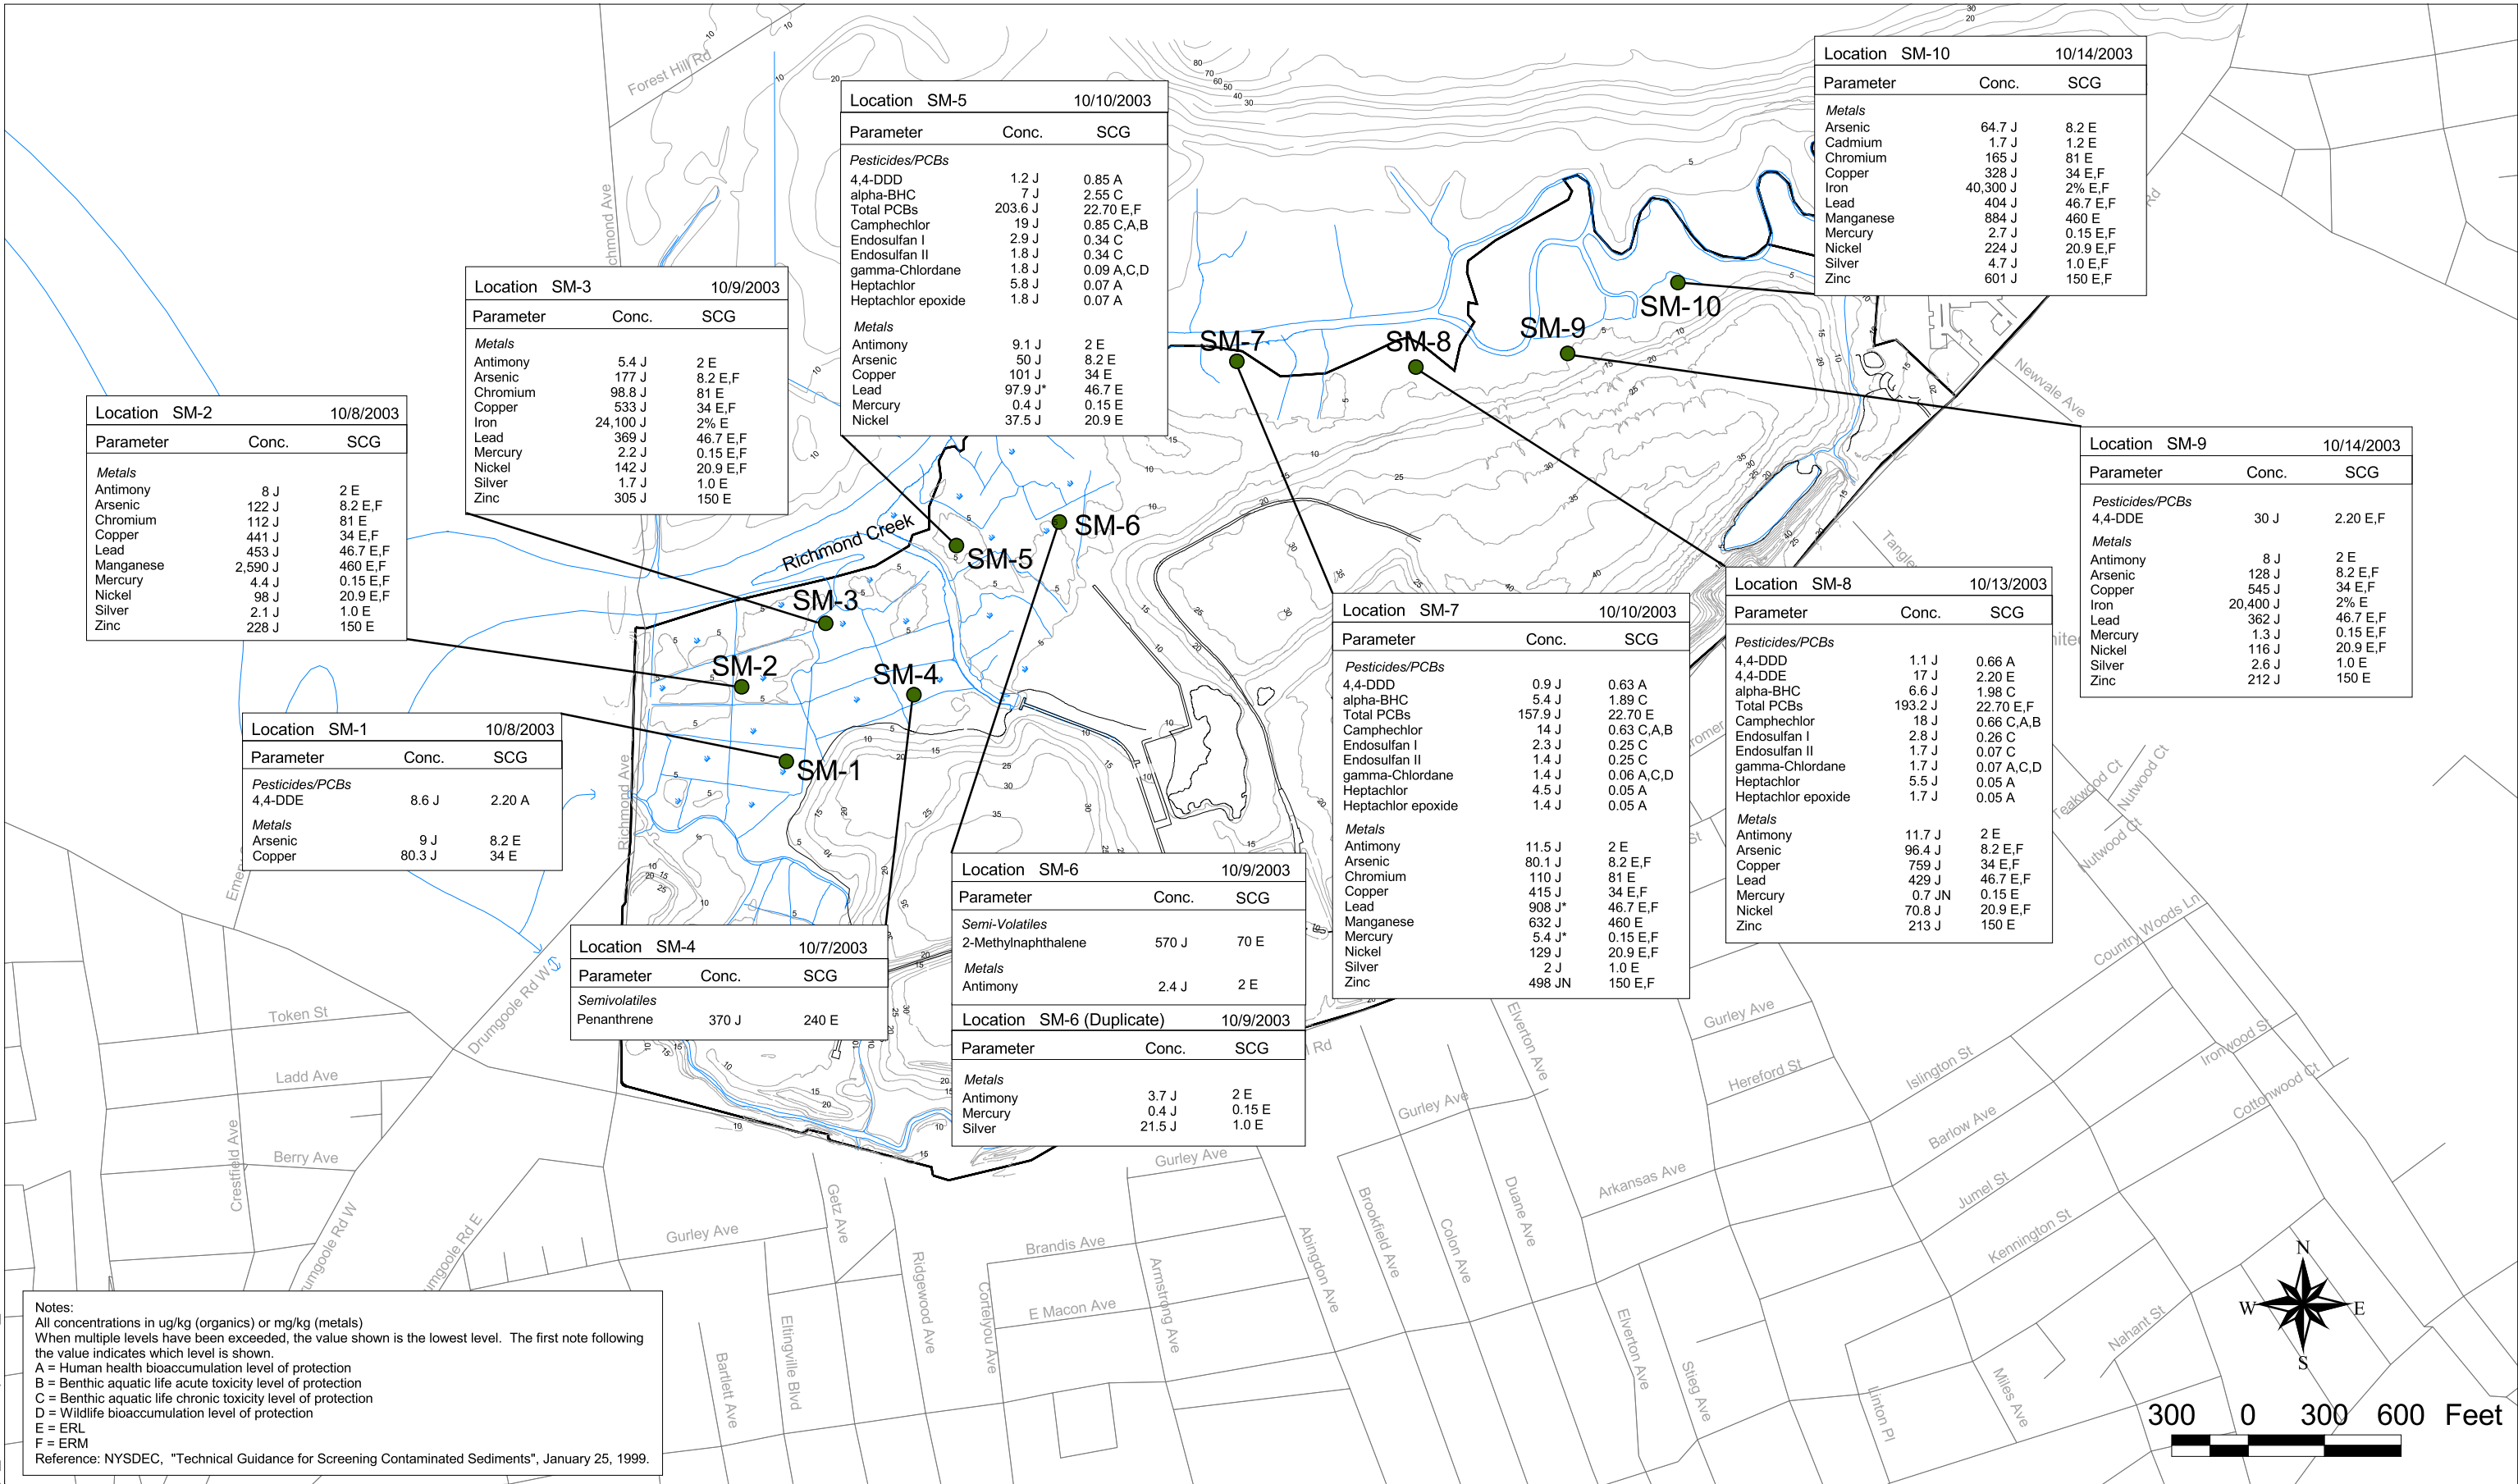 Location SM-10 10/14/2003
Parameter Conc. SCG
Metals
Arsenic 64.7 J 8.2 E
Cadmium 1.7 J 1.2 E
Chromium 165 J 81 E
Copper 328 J 34 E,F
Iron 40,300 J 2% E,F
Lead 404 J 46.7 E,F
Manganese 884 J 460 E
Mercury 2.7 J 0.15 E,F
Nickel 224 J 20.9 E,F
Silver 4.7 J 1.0 E,F
Zinc 601 J 150 E,F
Location SM-5 10/10/2003
Parameter Conc. SCG
Pesticides/PCBs
4,4-DDD 1.2 J 0.85 A
alpha-BHC 7 J 2.55 C
Total PCBs 203.6 J 22.70 E,F
Camphechlor 19 J 0.85 C,A,B
Endosulfan I 2.9 J 0.34 C
Endosulfan II 1.8 J 0.34 C
gamma-Chlordane 1.8 J 0.09 A,C,D
Heptachlor 5.8 J 0.07 A
Heptachlor epoxide 1.8 J 0.07 A
Metals
Antimony 9.1 J 2 E
Arsenic 50 J 8.2 E
Copper 101 J 34 E
Lead 97.9 J* 46.7 E
Mercury 0.4 J 0.15 E
Nickel 37.5 J 20.9 E
Location SM-3 10/9/2003
Parameter Conc. SCG
Metals
Antimony 5.4 J 2 E
Arsenic 177 J 8.2 E,F
Chromium 98.8 J 81 E
Copper 533 J 34 E,F
Iron 24,100 J 2% E
Lead 369 J 46.7 E,F
Mercury 2.2 J 0.15 E,F
Nickel 142 J 20.9 E,F
Silver 1.7 J 1.0 E
Zinc 305 J 150 E
Location SM-2 10/8/2003
Parameter Conc. SCG
Metals
Antimony 8 J 2 E
Arsenic 122 J 8.2 E,F
Chromium 112 J 81 E
Copper 441 J 34 E,F
Lead 453 J 46.7 E,F
Manganese 2,590 J 460 E,F
Mercury 4.4 J 0.15 E,F
Nickel 98 J 20.9 E,F
Silver 2.1 J 1.0 E
Zinc 228 J 150 E
Location SM-9 10/14/2003
Parameter Conc. SCG
Pesticides/PCBs
4,4-DDE 30 J 2.20 E,F
Metals
Antimony 8 J 2 E
Arsenic 128 J 8.2 E,F
Copper 545 J 34 E,F
Iron 20,400 J 2% E
Lead 362 J 46.7 E,F
Mercury 1.3 J 0.15 E,F
Nickel 116 J 20.9 E,F
Silver 2.6 J 1.0 E
Zinc 212 J 150 E
Location SM-1 10/8/2003
Parameter Conc. SCG
Pesticides/PCBs
4,4-DDE 8.6 J 2.20 A
Metals
Arsenic 9 J 8.2 E
Copper 80.3 J 34 E
Location SM-8 10/13/2003
Parameter Conc. SCG
Pesticides/PCBs
4,4-DDD 1.1 J 0.66 A
4,4-DDE 17 J 2.20 E
alpha-BHC 6.6 J 1.98 C
Total PCBs 193.2 J 22.70 E,F
Camphechlor 18 J 0.66 C,A,B
Endosulfan I 2.8 J 0.26 C
Endosulfan II 1.7 J 0.07 C
gamma-Chlordane 1.7 J 0.07 A,C,D
Heptachlor 5.5 J 0.05 A
Heptachlor epoxide 1.7 J 0.05 A
Metals
Antimony 11.7 J 2 E
Arsenic 96.4 J 8.2 E,F
Copper 759 J 34 E,F
Lead 429 J 46.7 E,F
Mercury 0.7 JN 0.15 E
Nickel 70.8 J 20.9 E,F
Zinc 213 J 150 E
Location SM-7 10/10/2003
Parameter Conc. SCG
Pesticides/PCBs
4,4-DDD 0.9 J 0.63 A
alpha-BHC 5.4 J 1.89 C
Total PCBs 157.9 J 22.70 E
Camphechlor 14 J 0.63 C,A,B
Endosulfan I 2.3 J 0.25 C
Endosulfan II 1.4 J 0.25 C
gamma-Chlordane 1.4 J 0.06 A,C,D
Heptachlor 4.5 J 0.05 A
Heptachlor epoxide 1.4 J 0.05 A
Metals
Antimony 11.5 J 2 E
Arsenic 80.1 J 8.2 E,F
Chromium 110 J 81 E
Copper 415 J 34 E,F
Lead 908 J* 46.7 E,F
Manganese 632 J 460 E
Mercury 5.4 J* 0.15 E,F
Nickel 129 J 20.9 E,F
Silver 2 J 1.0 E
Zinc 498 JN 150 E,F
Location SM-4 10/7/2003
Parameter Conc. SCG
Semivolatiles
Penanthrene 370 J 240 E
Location SM-6 10/9/2003
Parameter Conc. SCG
Semi-Volatiles
2-Methylnaphthalene 570 J 70 E
Metals
Antimony 2.4 J 2 E
Location SM-6 (Duplicate) 10/9/2003
Parameter Conc. SCG
Metals
Antimony 3.7 J 2 E
Mercury 0.4 J 0.15 E
Silver 21.5 J 1.0 E
SM-10
SM-9
SM-8
SM-7
SM-6
SM-5
SM-3
SM-2
SM-4
SM-1
Richmond Creek
Forest Hill Rd
Richmond Ave
Newvale Ave
Teakwood Ct
Nutwood Ct
Nutwood Ct
Country Woods Ln
Ironwood St
Cottonwood Ct
Islington St
Barlow Ave
Jumel St
Kennington St
Nahant St
Miles Ave
Linton Pl
Stieg Ave
Elverton Ave
Elverton Ave
Gurley Ave
Hereford St
Arkansas Ave
Gurley Ave
Duane Ave
Colon Ave
Brookfield Ave
Abingdon Ave
Gurley Ave
Brandis Ave
E Macon Ave
Armstrong Ave
Cortelyou Ave
Ridgewood Ave
Getz Ave
Gurley Ave
Eltingville Blvd
Bartlett Ave
Drumgoole Rd W
Token St
Ladd Ave
Berry Ave
Crestfield Ave
Notes:
All concentrations in ug/kg (organics) or mg/kg (metals)
When multiple levels have been exceeded, the value shown is the lowest level. The first note following
the value indicates which level is shown.
A = Human health bioaccumulation level of protection
B = Benthic aquatic life acute toxicity level of protection
C = Benthic aquatic life chronic toxicity level of protection
D = Wildlife bioaccumulation level of protection
E = ERL
F = ERM
Reference: NYSDEC, "Technical Guidance for Screening Contaminated Sediments", January 25, 1999.
N
W E
S
300 0 300 600 Feet